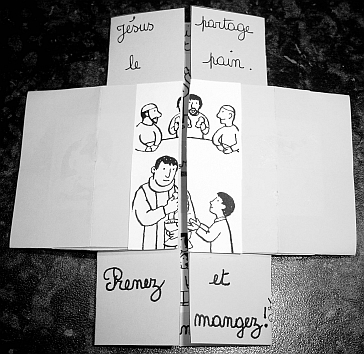 Jésus partage
le pain.
Prenez et
mangez!